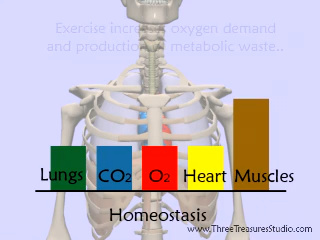 Exercise increases oxygen demand
and production of metabolic waste..
Lungs CO2 O2 Heart Muscles
Homeostasis
www.ThreeTreasuresStudio.com